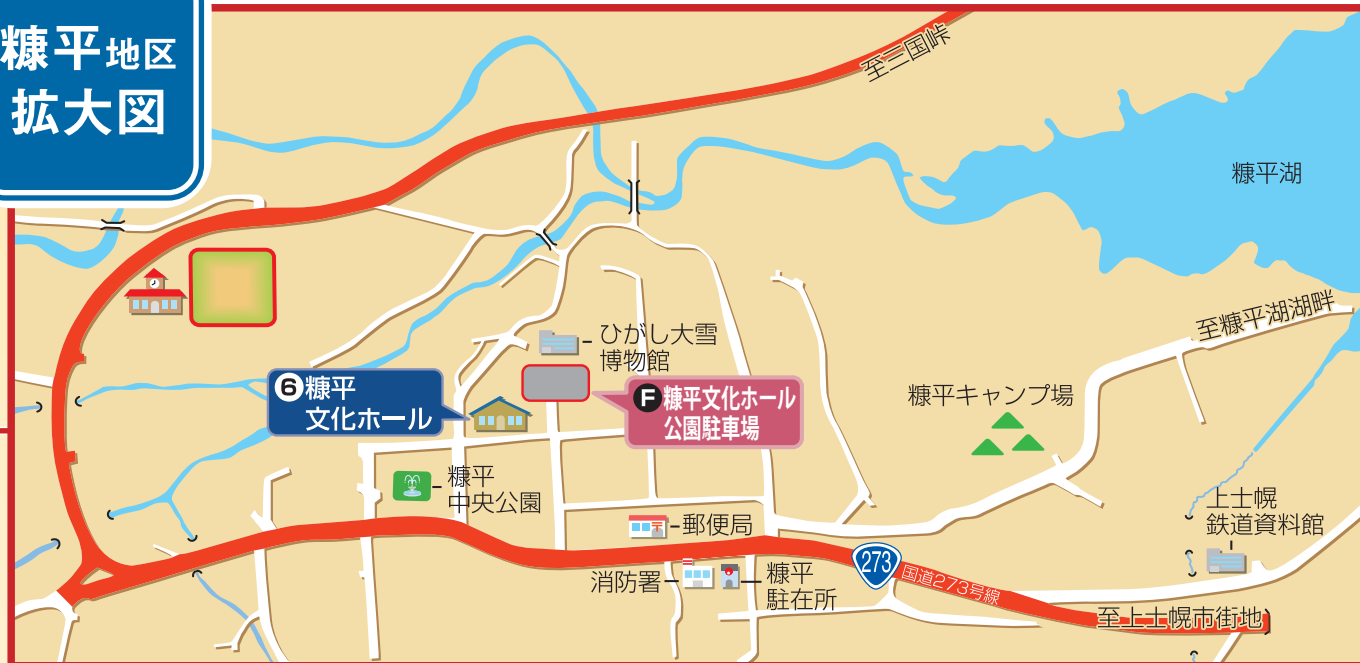 糠平地区
拡大図
至三国峠
糠平湖
ひがし大雪
博物館
至糠平湖湖畔
⑥糠平
文化ホール
F糠平文化ホール
公園駐車場
糠平キャンプ場
糠平
中央公園
郵便局
上士幌
鉄道資料館
消防署
糠平
駐在所
273
国道273号線
至上士幌市街地